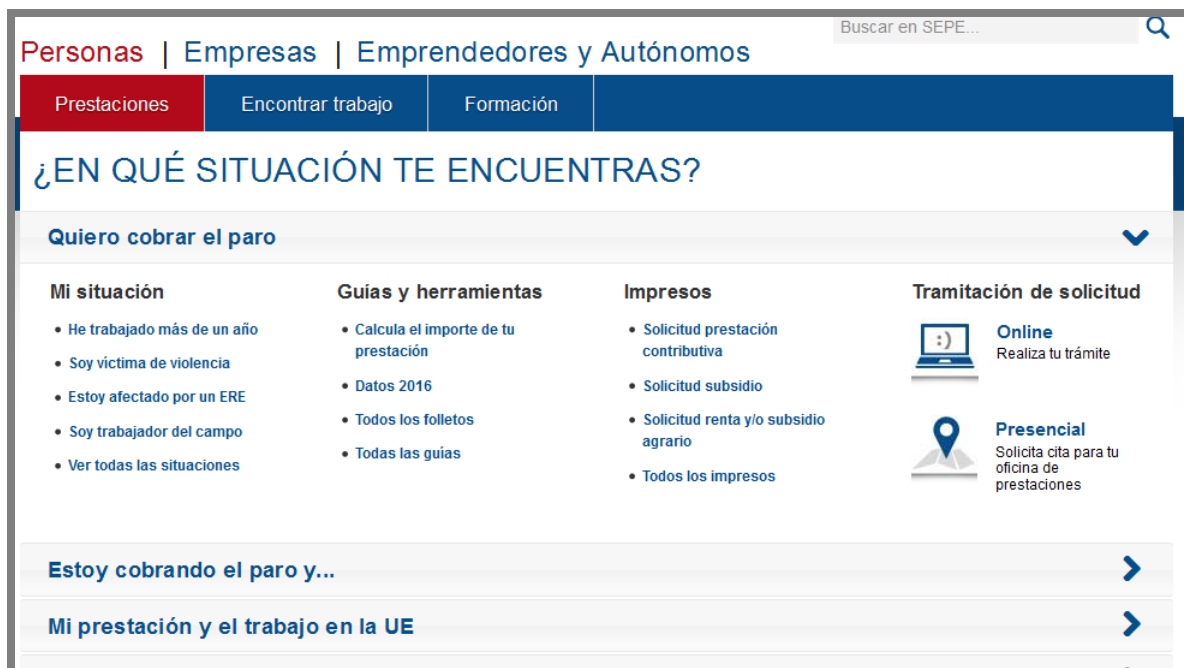 Buscar en SEPE...
Personas | Empresas | Emprendedores y Autónomos
Prestaciones
Encontrar trabajo
Formación
¿EN QUÉ SITUACIÓN TE ENCUENTRAS?
Quiero cobrar el paro
Mi situación
He trabajado más de un año
Soy víctima de violencia
Estoy afectado por un ERE
Soy trabajador del campo
Ver todas las situaciones
Guías y herramientas
Calcula el importe de tu
prestación
Datos 2016
Todos los folletos
Todas las guías
Impresos
Solicitud prestación
contributiva
Solicitud subsidio
Solicitud renta y/o subsidio
agrario
Todos los impresos
Tramitación de solicitud
:)
Online
Realiza tu trámite
Presencial
Solicita cita para tu
oficina de
prestaciones
Estoy cobrando el paro y...
Mi prestación y el trabajo en la UE